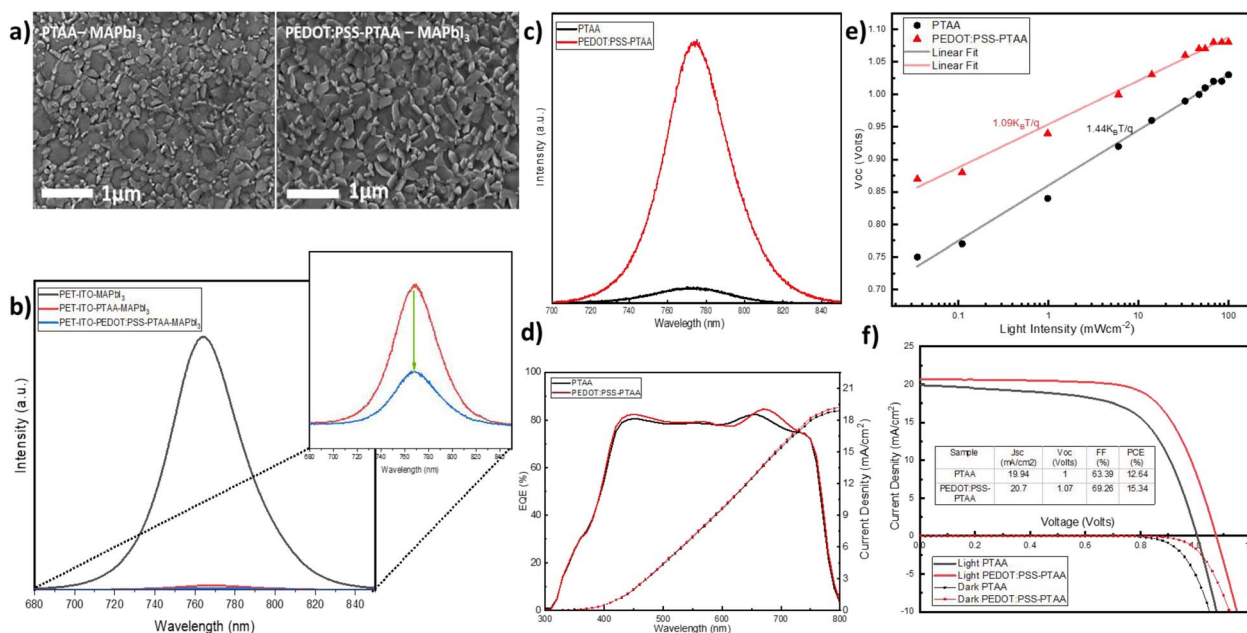 a)
PTAA– MAPbI3
PEDOT:PSS-PTAA – MAPbI3
1µm
1µm
b)
PET-ITO-MAPbI3
PET-ITO-PTAA-MAPbI3
PET-ITO-PEDOT:PSS-PTAA-MAPbI3
Intensity (a.u.)
680 700 720 740 760 780 800 820 840
Wavelength (nm)
680 700 720 740 760 780 800 820 840
Wavelength (nm)
c)
PTAA
PEDOT:PSS-PTAA
Intensity (a.u.)
700 720 740 760 780 800 820 840
Wavelegth (nm)
d)
PTAA
PEDOT:PSS-PTAA
EQE (%)
100
80
60
40
20
0
300 400 500 600 700 800
Wavelength (nm)
21
18
15
12
9
6
3
0
Current Density (mA/cm2)
e)
PTAA
PEDOT:PSS-PTAA
Linear Fit
Linear Fit
1.09KBT/q
1.44KBT/q
Voc (Volts)
1.10
1.05
1.00
0.95
0.90
0.85
0.80
0.75
0.70
0.1 1 10 100
Light Intensity (mWcm-2)
f)
Current Desnity (mA/cm2)
25
20
15
10
5
0
-5
-10
Sample Jsc (mA/cm2) Voc (Volts) FF (%) PCE (%)
PTAA 19.94 1 63.39 12.64
PEDOT:PSS-PTAA 20.7 1.07 69.26 15.34
Voltage (Volts)
0.0 0.2 0.4 0.6 0.8
Light PTAA
Light PEDOT:PSS-PTAA
Dark PTAA
Dark PEDOT:PSS-PTAA